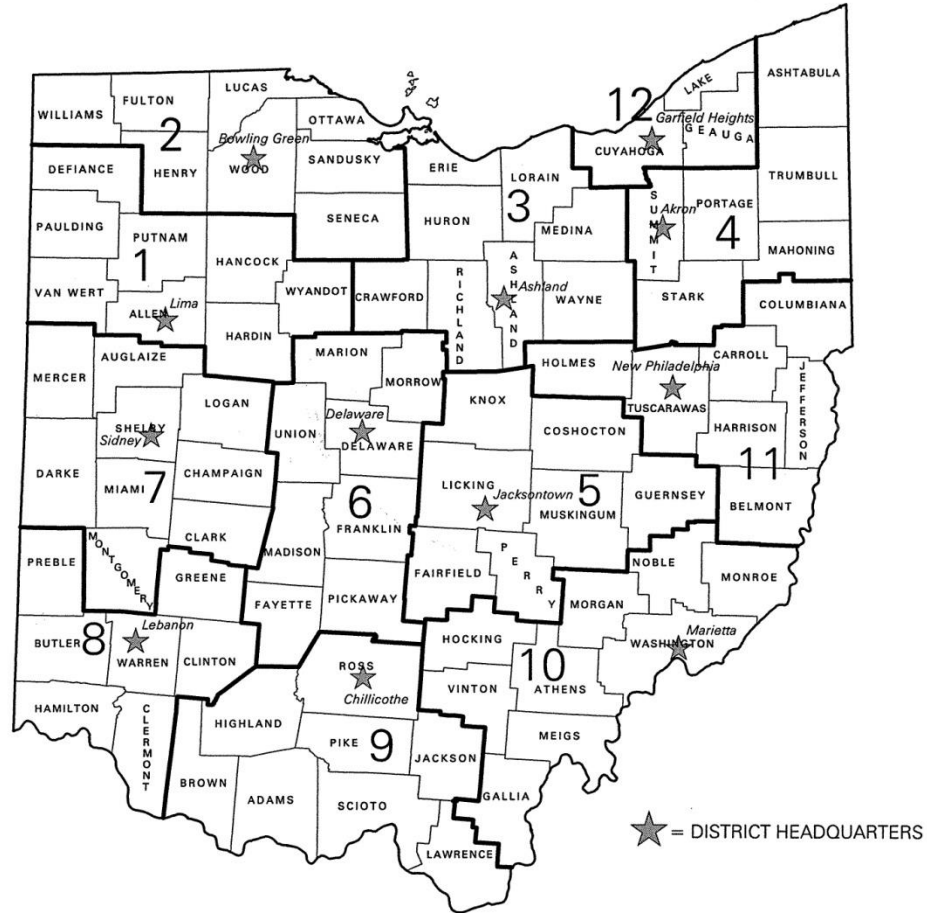 LAKE
ASHTABULA
LUCAS
FULTON
WILLIAMS
12
Garfield Heights
GEAUGA
2
OTTAWA
Bowling Green
CUYAHOGA
WOOD
SANDUSKY
HENRY
DEFIANCE
ERIE
LORAIN
TRUMBULL
SUMMIT
PORTAGE
Akron
3
SENECA
HURON
MEDINA
4
PAULDING
PUTNAM
MAHONING
1
HANCOCK
VAN WERT
WYANDOT
CRAWFORD
RICHLAND
ASHLAND
Ashland
WAYNE
STARK
ALLEN
Lima
COLUMBIANA
HARDIN
MARION
AUGLAIZE
HOLMES
New Philadelphia
CARROLL
MERCER
MORROW
JEFFERSON
KNOX
LOGAN
TUSCARAWAS
Delaware
SHELBY
Sidney
UNION
DELAWARE
COSHOCTON
HARRISON
DARKE
CHAMPAIGN
11
LICKING
Jacksontown
5
GUERNSEY
MIAMI
7
6
BELMONT
MUSKINGUM
FRANKLIN
CLARK
MADISON
MONTGOMERY
PREBLE
PERRY
NOBLE
GREENE
FAIRFIELD
MONROE
FAYETTE
PICKAWAY
MORGAN
Lebanon
BUTLER
8
WARREN
CLINTON
HOCKING
WASHINGTON
Marietta
ROSS
10
Chillicothe
VINTON
ATHENS
HAMILTON
CLERMONT
HIGHLAND
PIKE
9
MEIGS
JACKSON
BROWN
ADAMS
SCIOTO
GALLIA
LAWRENCE
= DISTRICT HEADQUARTERS